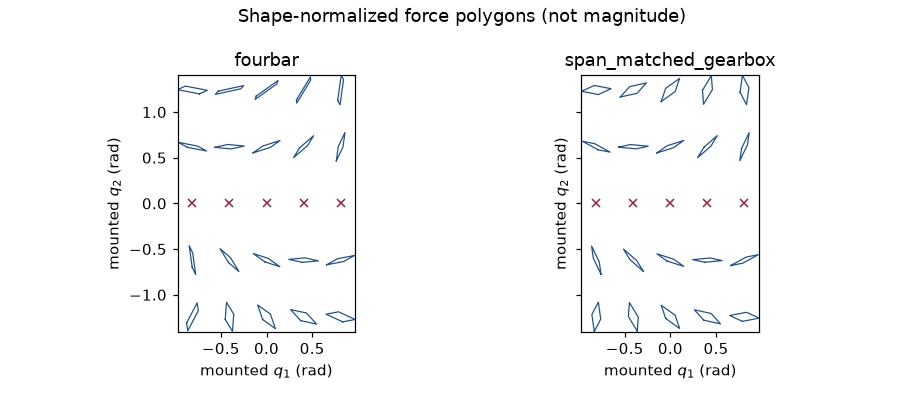 Shape-normalized force polygons (not magnitude)
fourbar
span_matched_gearbox
mounted q₂ (rad)
1.0
0.5
0.0
−0.5
−1.0
mounted q₂ (rad)
−0.5 0.0 0.5
mounted q₁ (rad)
−0.5 0.0 0.5
mounted q₁ (rad)